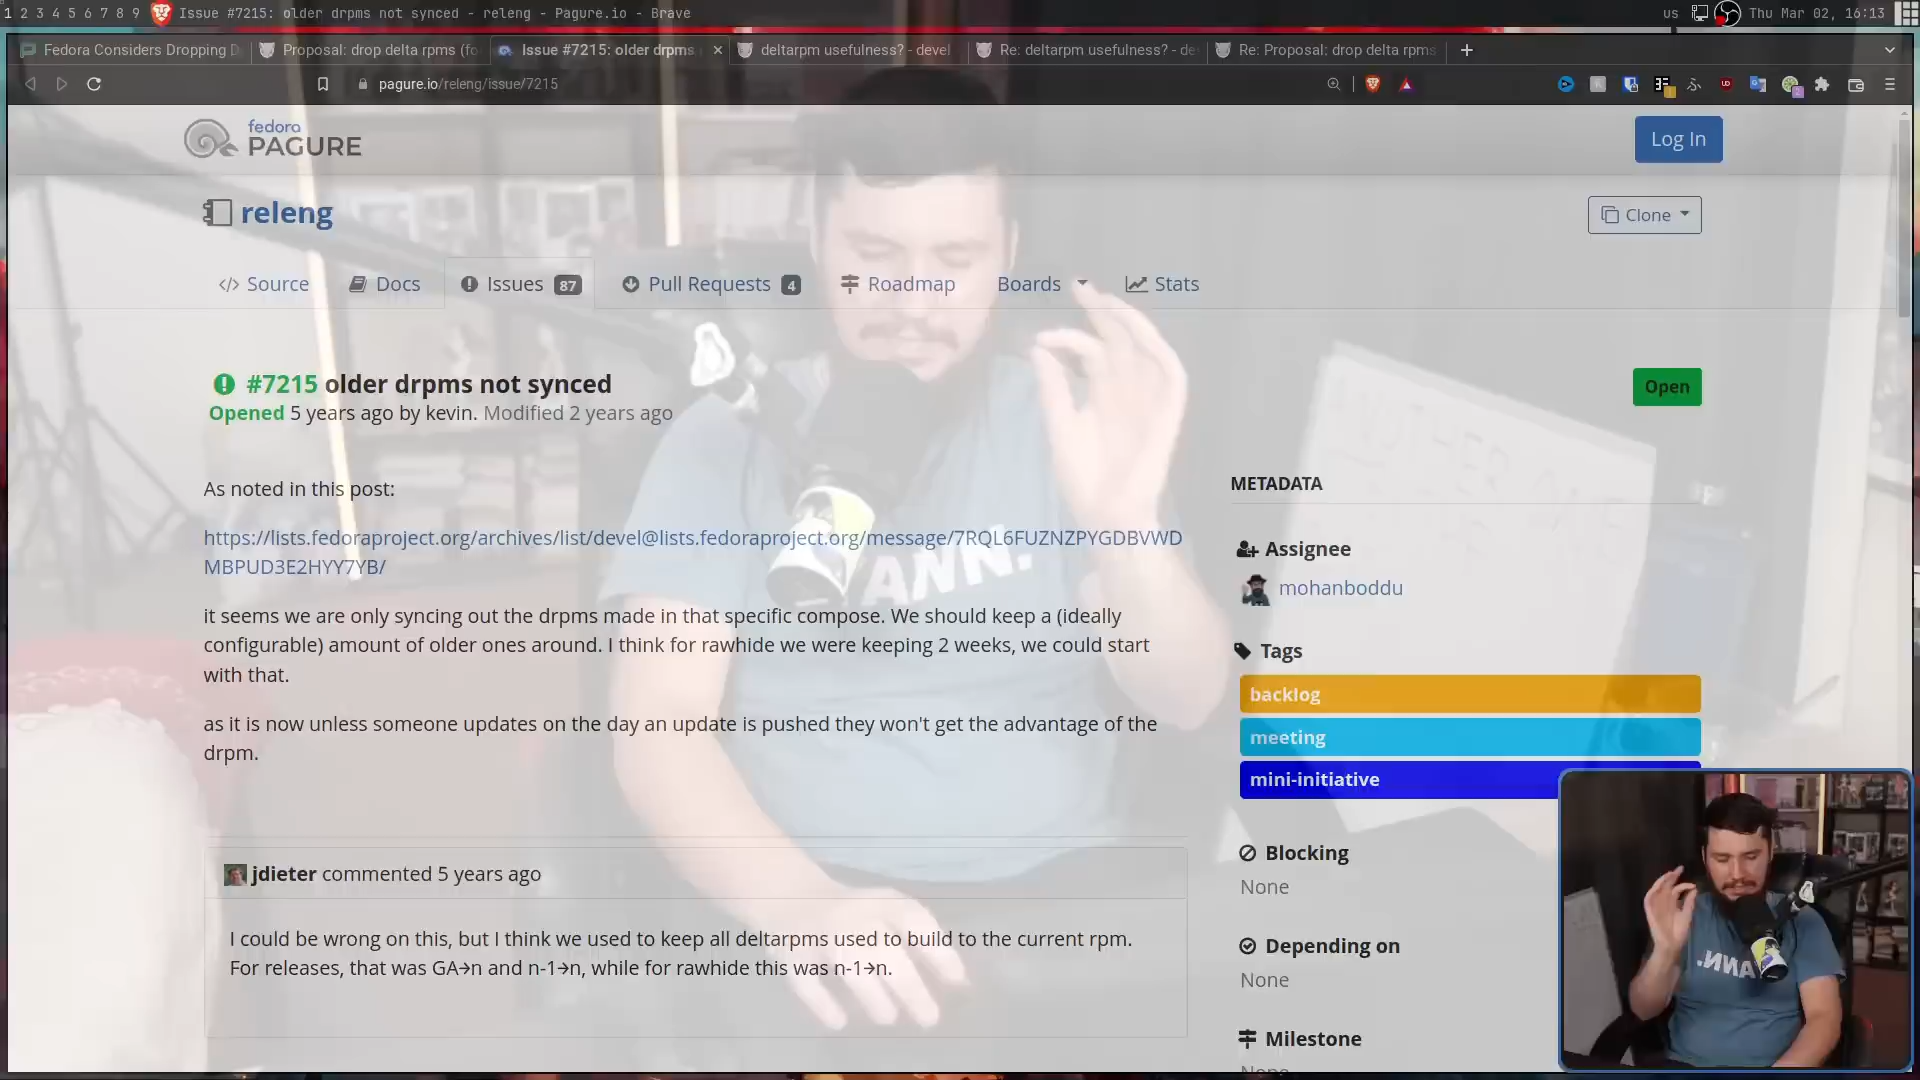 1 2 3 4 5 6 7 8 9 Issue #7215: older drpms not synced - releng - Pagure.io - Brave
us Thu Mar 02, 16:13
Fedora Considers Dropping D
Proposal: drop delta rpms (fo
Issue #7215: older drpms
deltarpm usefulness? - devel
Re: deltarpm usefulness? - de
Re: Proposal: drop delta rpms
pagure.io/releng/issue/7215
fedora
PAGURE
Log In
releng
Clone
Source
Docs
Issues 87
Pull Requests 4
Roadmap
Boards
Stats
#7215 older drpms not synced
Open
Opened 5 years ago by kevin. Modified 2 years ago
As noted in this post:
https://lists.fedoraproject.org/archives/list/devel@lists.fedoraproject.org/message/7RQL6FUZNZPYGDBVWD
MBPUD3E2HYY7YB/
it seems we are only syncing out the drpms made in that specific compose. We should keep a (ideally
configurable) amount of older ones around. I think for rawhide we were keeping 2 weeks, we could start
with that.
as it is now unless someone updates on the day an update is pushed they won't get the advantage of the
drpm.
jdieter commented 5 years ago
I could be wrong on this, but I think we used to keep all deltarpms used to build to the current rpm.
For releases, that was GA→n and n-1→n, while for rawhide this was n-1→n.
METADATA
Assignee
mohanboddu
Tags
backlog
meeting
mini-initiative
Blocking
None
Depending on
None
Milestone
ANN.
ANOTHER ONE